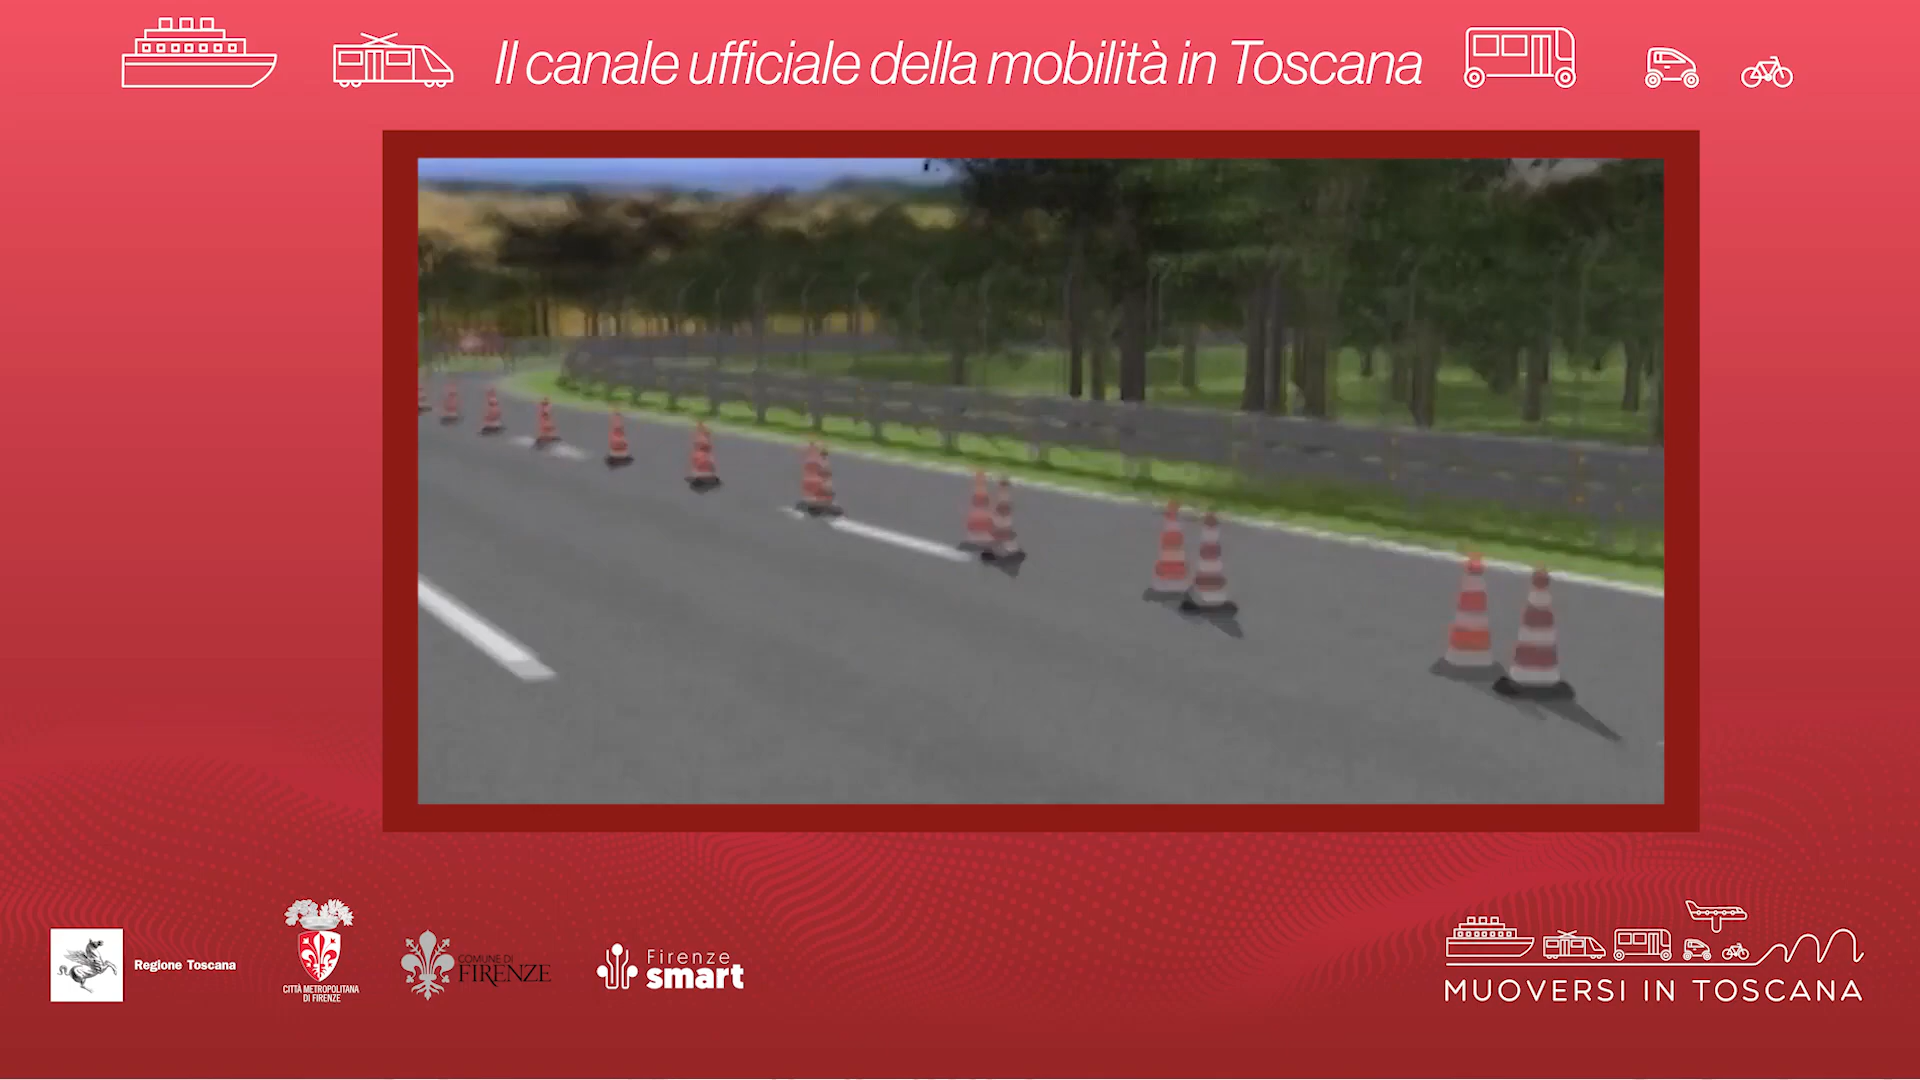 Il canale ufficiale della mobilità in Toscana
Regione Toscana
CITTÀ METROPOLITANA
DI FIRENZE
COMUNE DI
FIRENZE
Firenze
smart
MUOVERSI IN TOSCANA